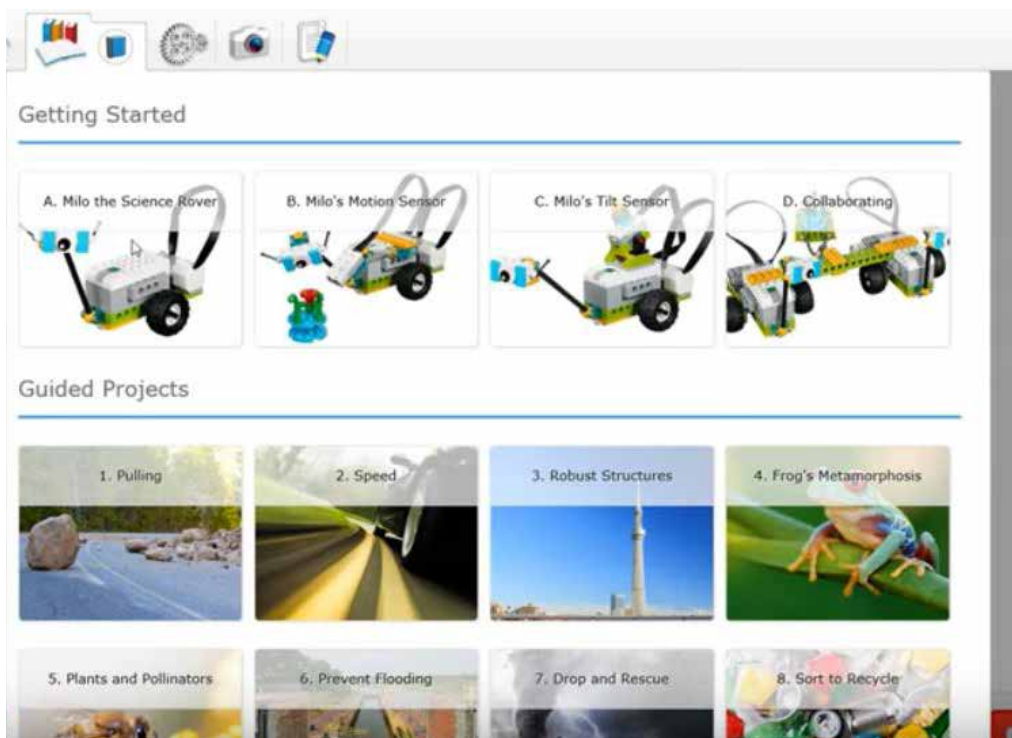 Getting Started
A. Milo the Science Rover
B. Milo's Motion Sensor
C. Milo's Tilt Sensor
D. Collaborating
Guided Projects
1. Pulling
2. Speed
3. Robust Structures
4. Frog's Metamorphosis
5. Plants and Pollinators
6. Prevent Flooding
7. Drop and Rescue
8. Sort to Recycle